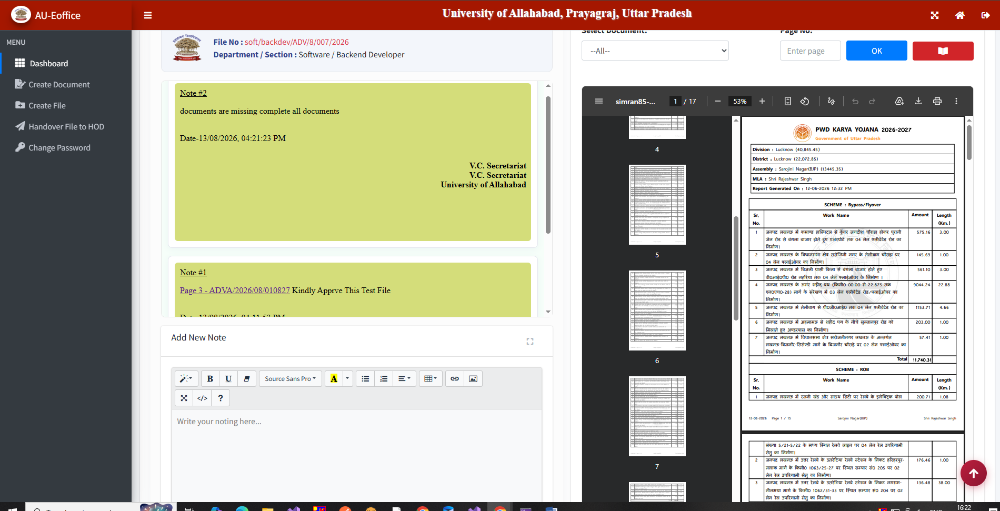 AU-Eoffice
University of Allahabad, Prayagraj, Uttar Pradesh
MENU
Dashboard
Create Document
Create File
Handover File to HOD
Change Password
File No : soft/backdev/ADV/8/007/2026
Department / Section : Software / Backend Developer
Note #2
documents are missing complete all documents
Date-13/08/2026, 04:21:23 PM
V.C. Secretariat
V.C. Secretariat
University of Allahabad
Note #1
Page 3 - ADVA/2026/08/010827 Kindly Apprve This Test File
Date-13/08/2026, 04:11:53 PM
Add New Note
B U Source Sans Pro A
</> ?
Write your noting here...
Select Document:
Page No:
--All--
Enter page
OK
simran85-... 1 / 17 53%
4
5
6
7
PWD KARYA YOJANA 2026-2027
Government of Uttar Pradesh
Division : Lucknow (40,845.45)
District : Lucknow (22,072.85)
Assembly : Sarojini Nagar(BJP) (13445.35)
MLA : Shri Rajeshwar Singh
Report Generated On : 12-06-2026 12:32 PM
SCHEME : Bypass/Flyover
Sr. No. Work Name Amount Length (Km.)
1 जनपद लखनऊ में कमाण्ड हास्पिटल से कुँवर जगदीश चौराहा होकर पुरानी 575.16 3.00
जेल रोड से बंगला बाजार होते हुए एअरपोर्ट तक 04 लेन एलीवेटेड रोड का
निर्माण।
2 जनपद लखनऊ के विधानसभा क्षेत्र सरोजिनी नगर के तेलीबाग चौराहा पर 145.69 1.00
04 लेन फ्लाईओवर का निर्माण।
3 जनपद लखनऊ में बिजली पासी किला से बंगला बाजार होते हुए 561.10 3.00
वी0आई0पी0 रोड नहरिया तक 04 लेन फ्लाईओवर के निर्माण ।
4 जनपद लखनऊ के अमर शहीद पथ (किमी0 00.00 से 22.875 तक 9044.24 22.88
एन0एच0-28) मार्ग के संरेखण में 03 लेन एलीवेटेड रोड/फ्लाईओवर का
निर्माण।
5 जनपद लखनऊ में तेलीबाग से पी0जी0आई0 तक 04 लेन एलीवेटेड रोड का 1153.71 4.66
निर्माण।
6 जनपद लखनऊ में अहमामऊ से शहीद पथ के नीचे सुल्तानपुर रोड को 203.00 1.00
मिलाते हुए अण्डरपास का निर्माण।
7 जनपद लखनऊ में विधानसभा क्षेत्र सरोजनीनगर लखनऊ के अन्तर्गत 57.41 1.00
लखनऊ-बिजनौर-सिसेण्डी मार्ग के बिजनौर चौराहे पर 02 लेन फ्लाईओवर का
निर्माण।
Total 11,740.31
SCHEME : ROB
Sr. No. Work Name Amount Length (Km.)
1 जनपद लखनऊ में रजनी खंड और साउथ सिटी पर रेलवे के इलेक्ट्रिक पोल 200.71 1.08
12-06-2026 Page 1 / 15 Sarojini Nagar(BJP) Shri Rajeshwar Singh
संख्या 5/21-5/22 के मध्य स्थित रेलवे लाइन पर 04 लेन रेल उपरिगामी
सेतु का निर्माण।
2 जनपद लखनऊ में उत्तर रेलवे के उतरेटिया रेलवे स्टेशन के निकट हरिहरपुर- 176.46 1.00
मलाक मार्ग के किमी0 1063/25-27 पर स्थित सम्पार सं0 205 पर 02
लेन रेल उपरिगामी सेतु का निर्माण।
3 जनपद लखनऊ में उत्तर रेलवे के उतरेटिया रेलवे स्टेशन के निकट नगराम- 136.48 38.00
नीलमथा मार्ग के किमी0 1062/31-33 पर स्थित सम्पार सं0 204 पर 02
लेन रेल उपरिगामी सेतु का निर्माण।
16:22